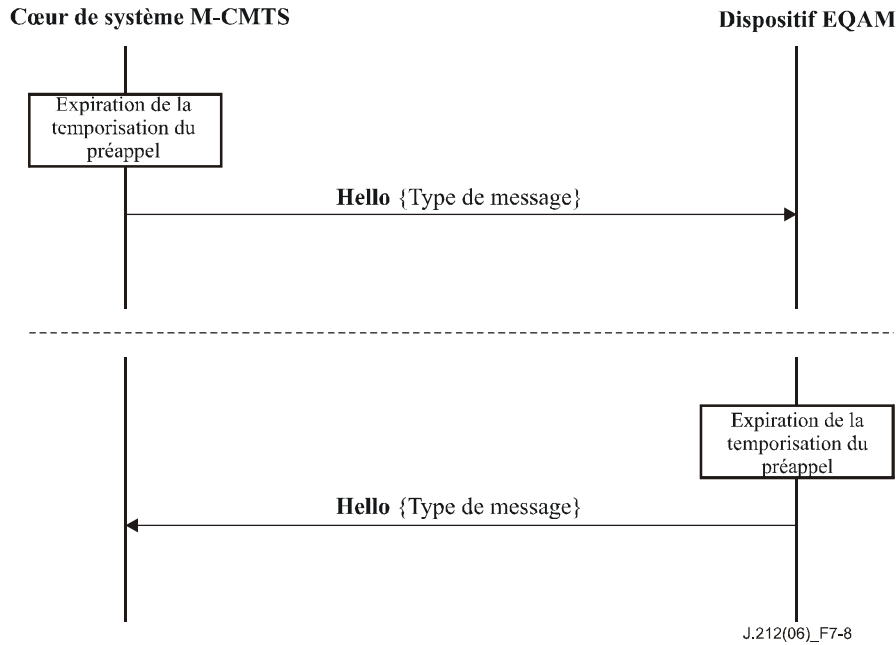 Cœur de système M-CMTS
Dispositif EQAM
Expiration de la
temporisation du
préappel
Hello {Type de message}
Expiration de la
temporisation du
préappel
Hello {Type de message}
J.212(06)_F7-8